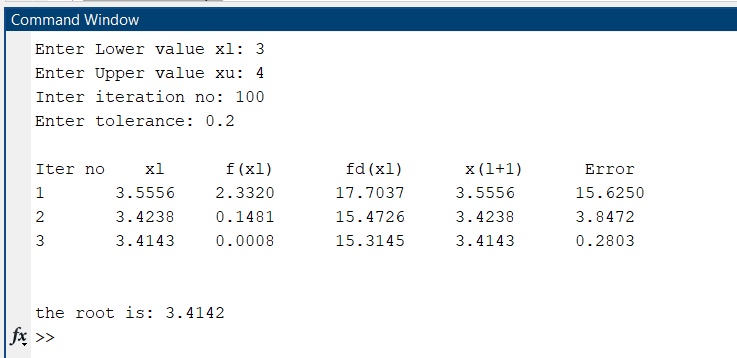 Command Window
Enter Lower value xl: 3
Enter Upper value xu: 4
Inter iteration no: 100
Enter tolerance: 0.2
Iter no xl f(xl) fd(xl) x(l+1) Error
1 3.5556 2.3320 17.7037 3.5556 15.6250
2 3.4238 0.1481 15.4726 3.4238 3.8472
3 3.4143 0.0008 15.3145 3.4143 0.2803
the root is: 3.4142
fx >>